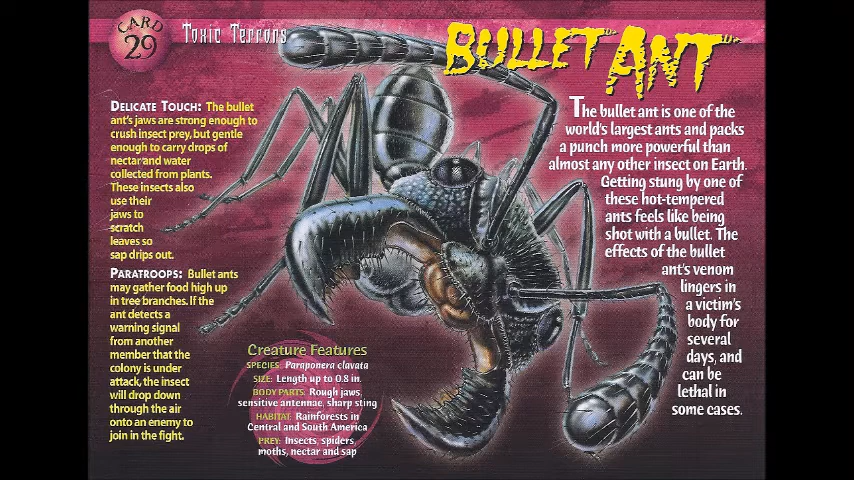 CARD
29
Toxic Terrors
BULLET ANT
DELICATE TOUCH: The bullet
ant's jaws are strong enough to
crush insect prey, but gentle
enough to carry drops of
nectar and water
collected from plants.
These insects also
use their
jaws to
scratch
leaves so
sap drips out.
PARATROOPS: Bullet ants
may gather food high up
in tree branches. If the
ant detects a
warning signal
from another
member that the
colony is under
attack, the insect
will drop down
through the air
onto an enemy to
join in the fight.
The bullet ant is one of the
world's largest ants and packs
a punch more powerful than
almost any other insect on Earth.
Getting stung by one of
these hot-tempered
ants feels like being
shot with a bullet. The
effects of the bullet
ant's venom
lingers in
a victim's
body for
several
days, and
can be
lethal in
some cases.
Creature Features
SPECIES: Paraponera clavata
SIZE: Length up to 0.8 in.
BODY PARTS: Rough jaws,
sensitive antennae, sharp sting
HABITAT: Rainforests in
Central and South America
PREY: Insects, spiders,
moths, nectar and sap